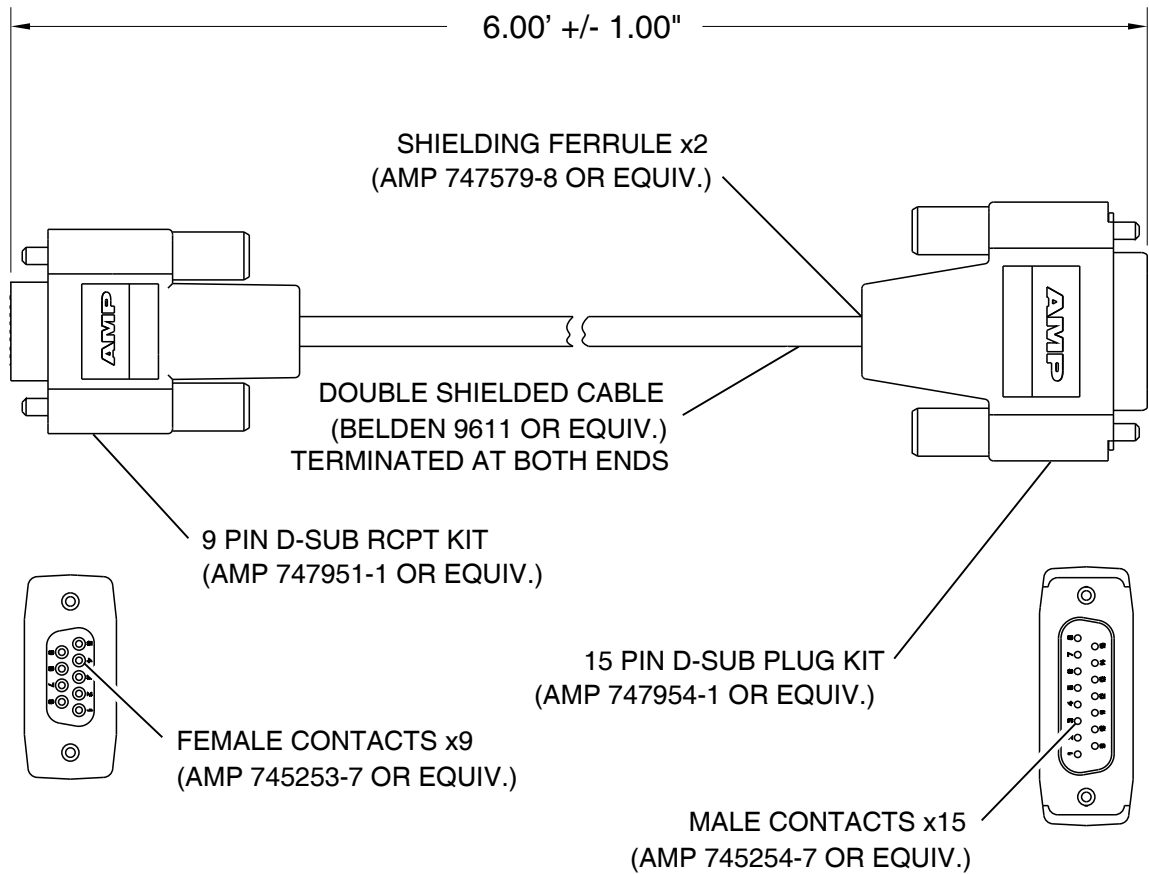 6.00' +/- 1.00"
SHIELDING FERRULE x2
(AMP 747579-8 OR EQUIV.)
AMP
AMP
DOUBLE SHIELDED CABLE
(BELDEN 9611 OR EQUIV.)
TERMINATED AT BOTH ENDS
9 PIN D-SUB RCPT KIT
(AMP 747951-1 OR EQUIV.)
15 PIN D-SUB PLUG KIT
(AMP 747954-1 OR EQUIV.)
FEMALE CONTACTS x9
(AMP 745253-7 OR EQUIV.)
MALE CONTACTS x15
(AMP 745254-7 OR EQUIV.)